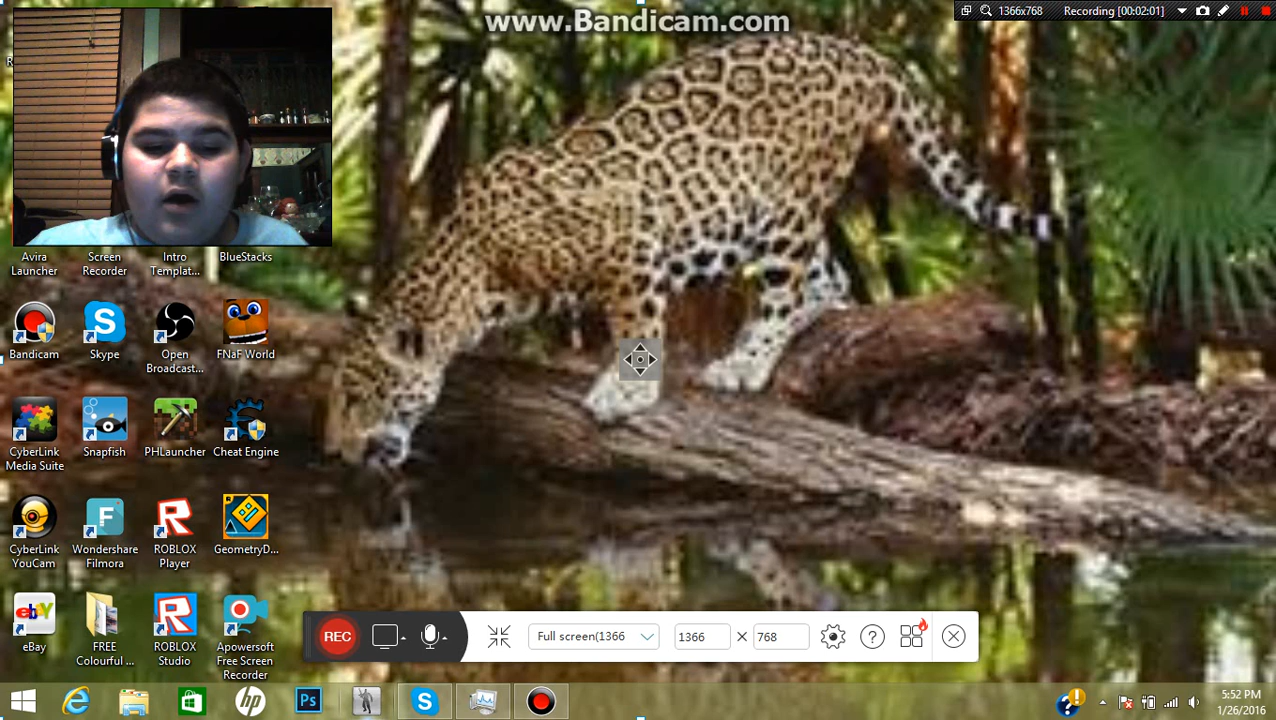 www.Bandicam.com
1366x768
Recording [00:02:01]
R
Avira
Launcher
Screen
Recorder
Intro
Templat...
BlueStacks
Bandicam
Skype
Open
Broadcast...
FNaF World
CyberLink
Media Suite
Snapfish
PHLauncher
Cheat Engine
CyberLink
YouCam
Wondershare
Filmora
ROBLOX
Player
GeometryD...
eBay
FREE
Colourful ...
ROBLOX
Studio
Apowersoft
Free Screen
Recorder
REC
Full screen(1366
1366
×
768
5:52 PM
1/26/2016